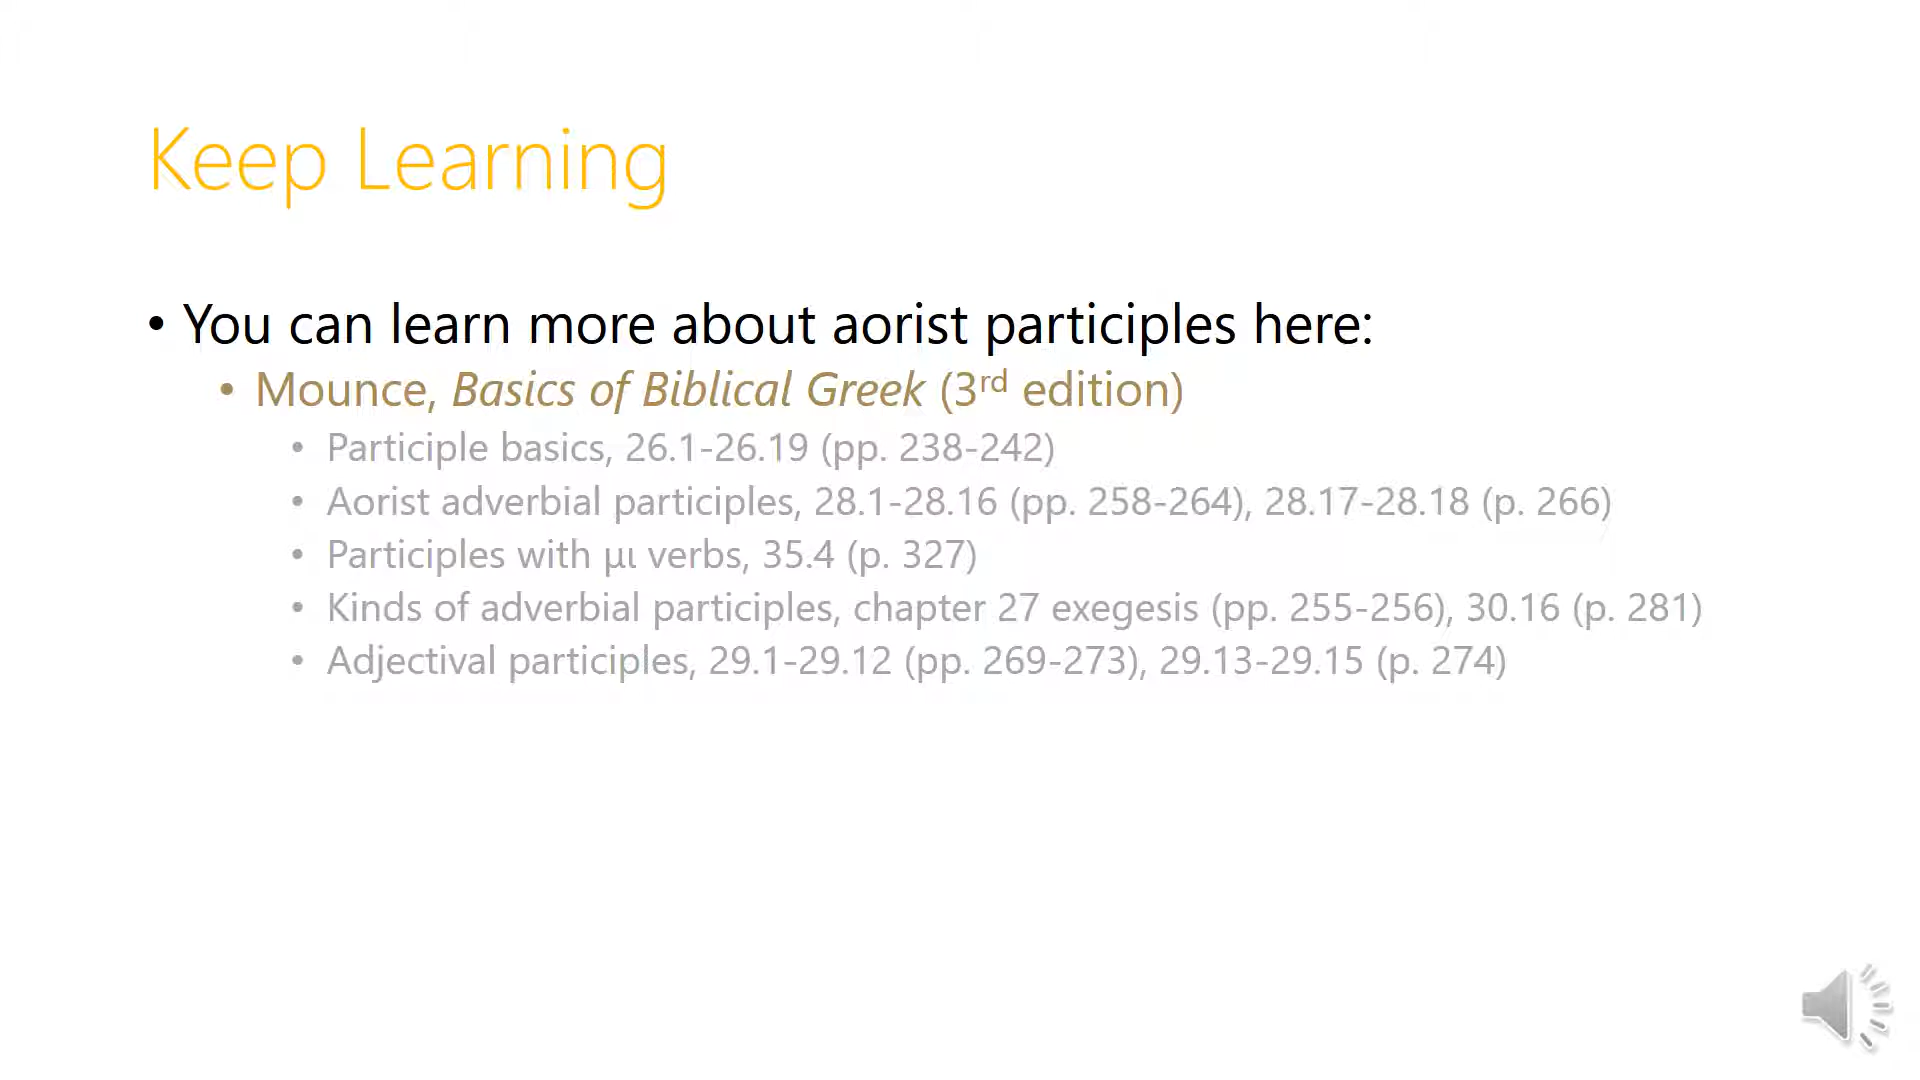 Keep Learning
• You can learn more about aorist participles here:
• Mounce, Basics of Biblical Greek (3rd edition)
• Participle basics, 26.1-26.19 (pp. 238-242)
• Aorist adverbial participles, 28.1-28.16 (pp. 258-264), 28.17-28.18 (p. 266)
• Participles with μι verbs, 35.4 (p. 327)
• Kinds of adverbial participles, chapter 27 exegesis (pp. 255-256), 30.16 (p. 281)
• Adjectival participles, 29.1-29.12 (pp. 269-273), 29.13-29.15 (p. 274)